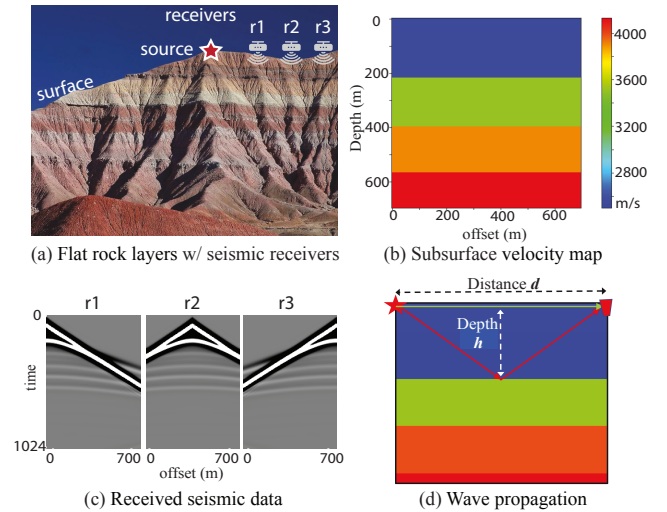 receivers
r1 r2 r3
source
surface
(a) Flat rock layers w/ seismic receivers
0
200
400
600
Depth (m)
0 200 400 600
offset (m)
4000
3600
3200
2800
m/s
(b) Subsurface velocity map
r1 r2 r3
0
time
1024
0 700 0 700 0 700
offset (m)
(c) Received seismic data
Distance d
Depth
h
(d) Wave propagation